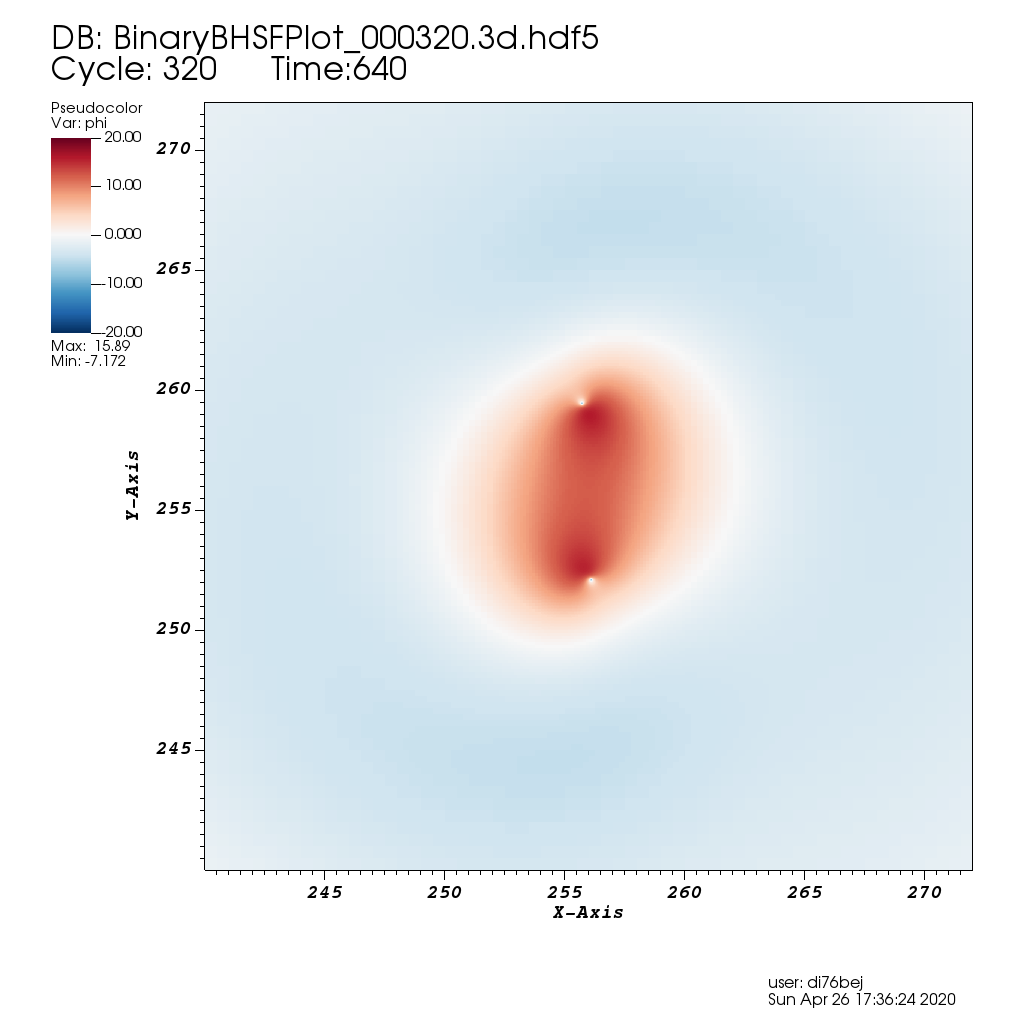 DB: BinaryBHSFPlot_000320.3d.hdf5
Cycle: 320 Time:640
Pseudocolor
Var: phi
20.00
10.00
0.000
-10.00
-20.00
Max: 15.89
Min: -7.172
270
265
260
255
250
245
Y-Axis
245 250 255 260 265 270
X-Axis
user: di76bej
Sun Apr 26 17:36:24 2020